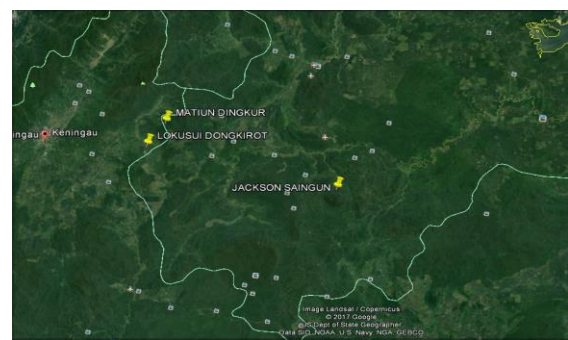 MATIUN DINGKUR
ingau
Keningau
LOKUSUI DONGKIROT
JACKSON SAINGUN
Image Landsat / Copernicus
© 2017 Google
US Dept of State Geographer
Data SIO, NOAA, U.S. Navy, NGA, GEBCO